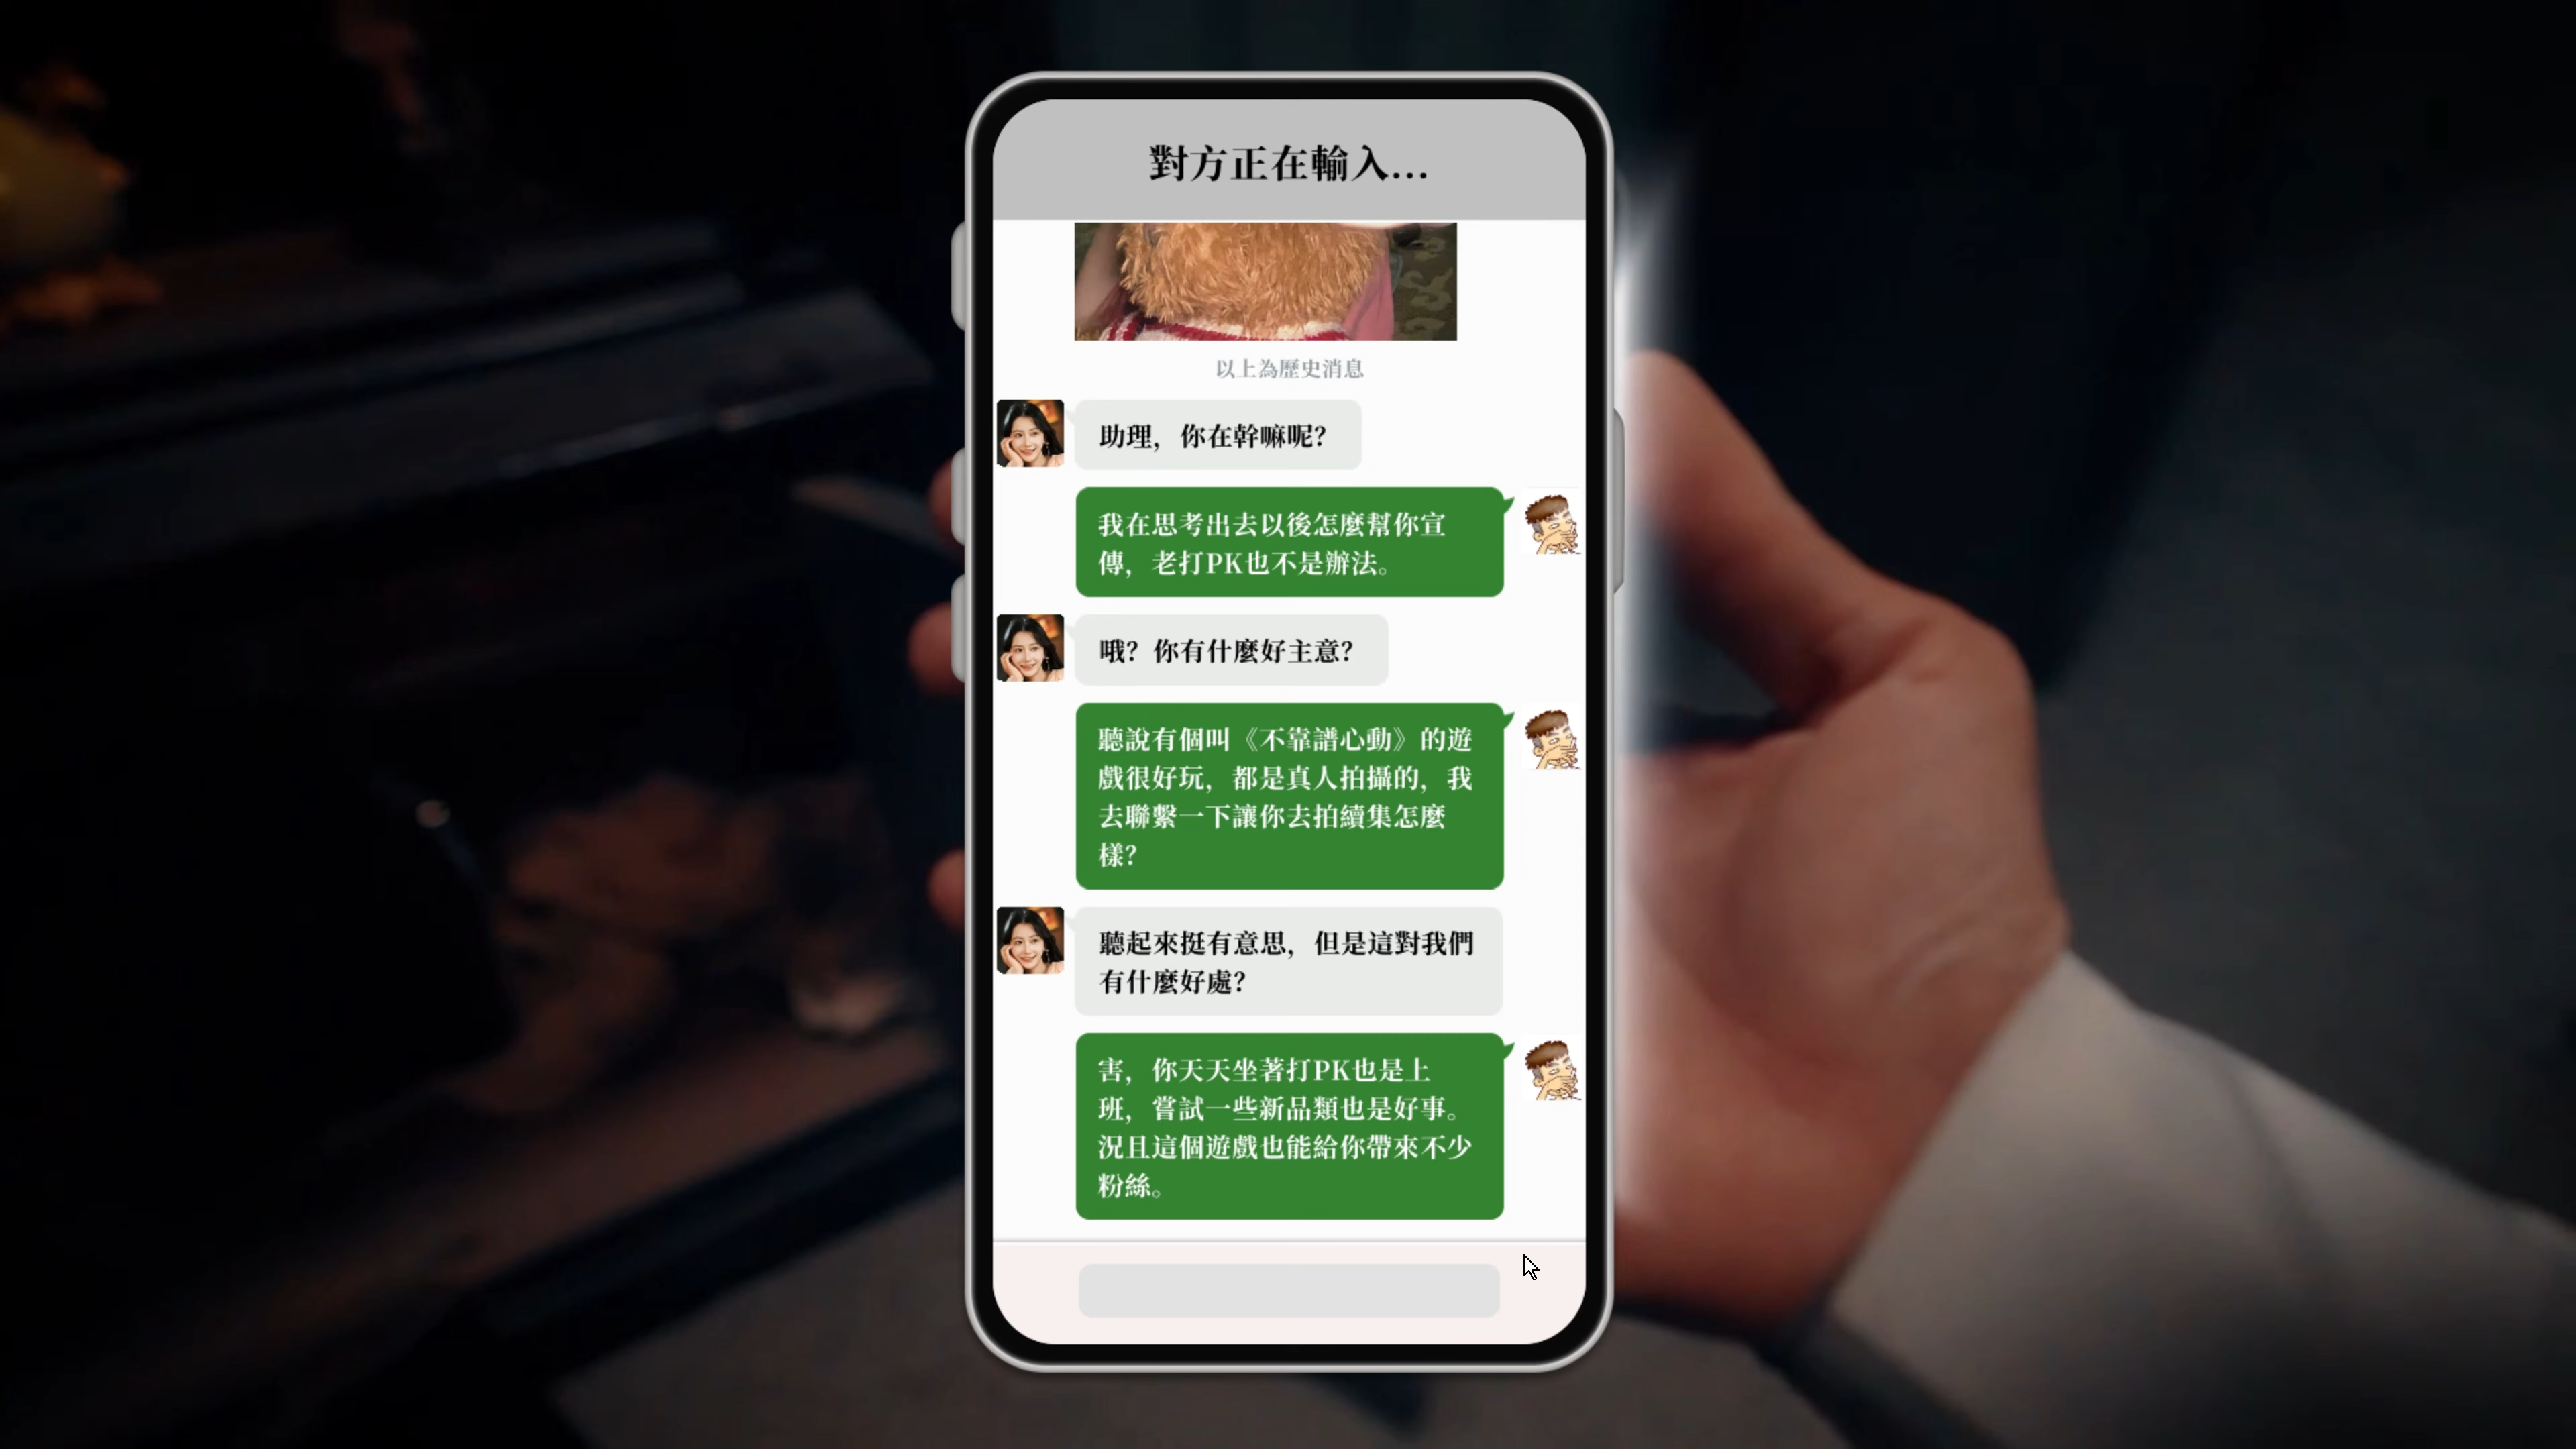 對方正在輸入...
以上為歷史消息
助理，你在幹嘛呢？
我在思考出去以後怎麼幫你宣
傳，老打PK也不是辦法。
哦？你有什麼好主意？
聽說有個叫《不靠譜心動》的遊
戲很好玩，都是真人拍攝的，我
去聯繫一下讓你去拍續集怎麼
樣？
聽起來挺有意思，但是這對我們
有什麼好處？
害，你天天坐著打PK也是上
班，嘗試一些新品類也是好事。
況且這個遊戲也能給你帶來不少
粉絲。